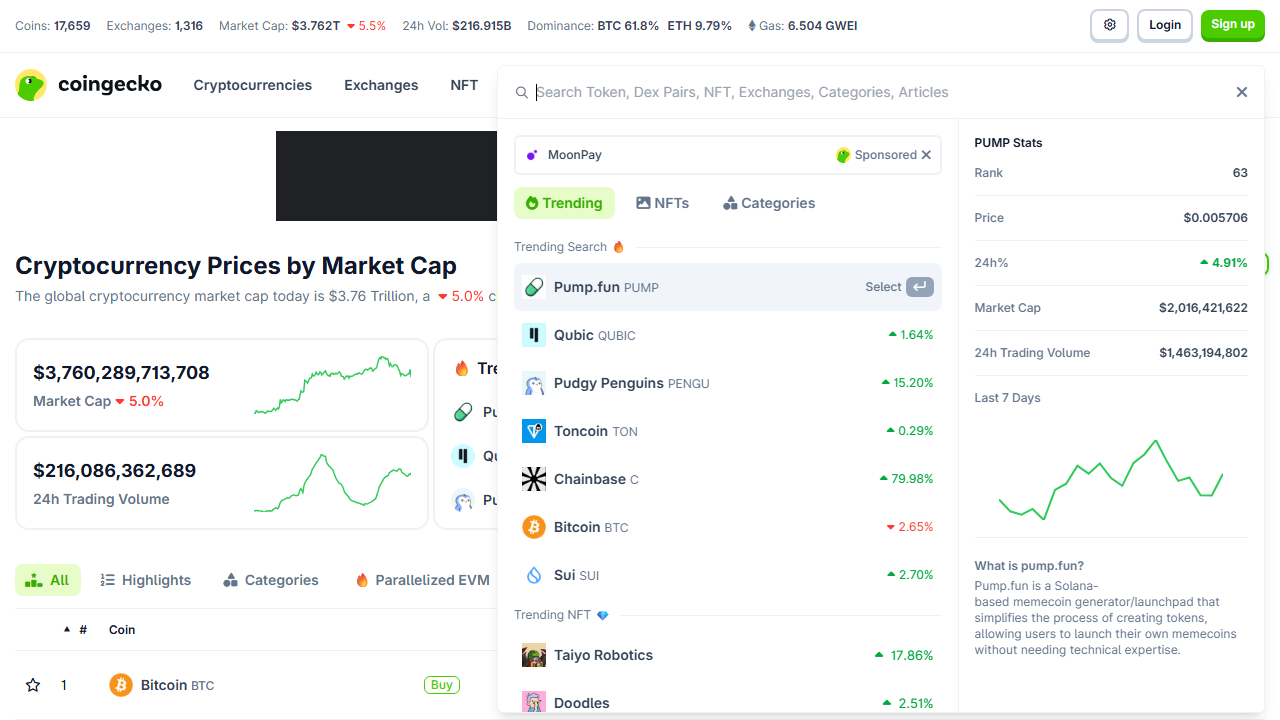 Coins: 17,659 Exchanges: 1,316 Market Cap: $3.762T 5.5% 24h Vol: $216.915B Dominance: BTC 61.8% ETH 9.79% Gas: 6.504 GWEI Login Sign up
coingecko Cryptocurrencies Exchanges NFT
Search Token, Dex Pairs, NFT, Exchanges, Categories, Articles
MoonPay Sponsored
Trending NFTs Categories
Trending Search
Pump.fun PUMP Select
Qubic QUBIC 1.64%
Pudgy Penguins PENGU 15.20%
Toncoin TON 0.29%
Chainbase C 79.98%
Bitcoin BTC 2.65%
Sui SUI 2.70%
Trending NFT
Taiyo Robotics 17.86%
Doodles 2.51%
PUMP Stats
Rank 63
Price $0.005706
24h% 4.91%
Market Cap $2,016,421,622
24h Trading Volume $1,463,194,802
Last 7 Days
What is pump.fun?
Pump.fun is a Solana-
based memecoin generator/launchpad that
simplifies the process of creating tokens,
allowing users to launch their own memecoins
without needing technical expertise.
Cryptocurrency Prices by Market Cap
The global cryptocurrency market cap today is $3.76 Trillion, a 5.0% c
$3,760,289,713,708
Market Cap 5.0%
$216,086,362,689
24h Trading Volume
Tre
Pu
Qu
Pu
All Highlights Categories Parallelized EVM
# Coin
1 Bitcoin BTC Buy